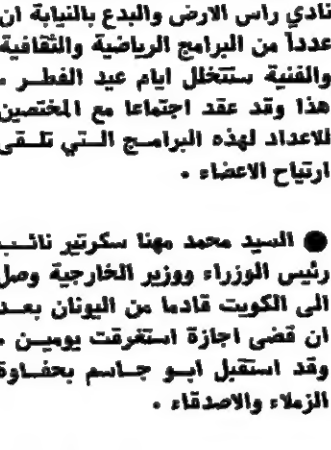 نادي راس الارض والبدع بالنيابة ان
عددا من البرامج الرياضية والثقافية
والفنية ستتخلل ايام عيد الفطر ،
هذا وقد عقد اجتماعا مع المختصين
للاعداد لهذه البرامج التي تلقى
ارتياح الاعضاء .
● السيد محمد مهنا سكرتير نائب
رئيس الوزراء ووزير الخارجية وصل
الى الكويت قادما من اليونان بعد
ان قضى اجازة استغرقت يومين .
وقد استقبل ابو جاسم بحفاوة
الزملاء والاصدقاء .